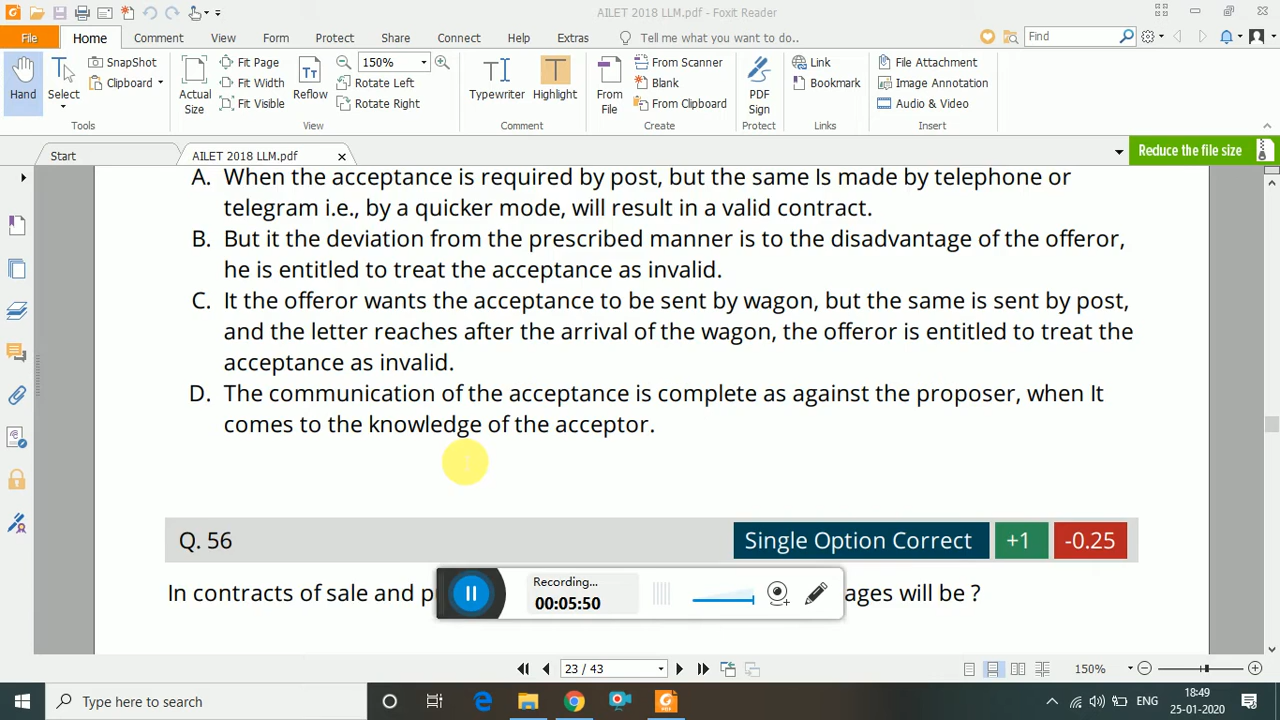 AILET 2018 LLM.pdf - Foxit Reader
File Home Comment View Form Protect Share Connect Help Extras Tell me what you want to do.. Find
Hand Select SnapShot Clipboard
Actual Size Fit Page Fit Width Fit Visible Reflow 150% Rotate Left Rotate Right
Typewriter Highlight
From File From Scanner Blank From Clipboard
PDF Sign
Link Bookmark
File Attachment Image Annotation Audio & Video
Tools View Comment Create Protect Links Insert
Start AILET 2018 LLM.pdf Reduce the file size
A. When the acceptance is required by post, but the same Is made by telephone or
telegram i.e., by a quicker mode, will result in a valid contract.
B. But it the deviation from the prescribed manner is to the disadvantage of the offeror,
he is entitled to treat the acceptance as invalid.
C. It the offeror wants the acceptance to be sent by wagon, but the same is sent by post,
and the letter reaches after the arrival of the wagon, the offeror is entitled to treat the
acceptance as invalid.
D. The communication of the acceptance is complete as against the proposer, when It
comes to the knowledge of the acceptor.
Q. 56 Single Option Correct +1 -0.25
In contracts of sale and
Recording...
00:05:50
will be ?
23 / 43 150%
Type here to search ENG 18:49
25-01-2020